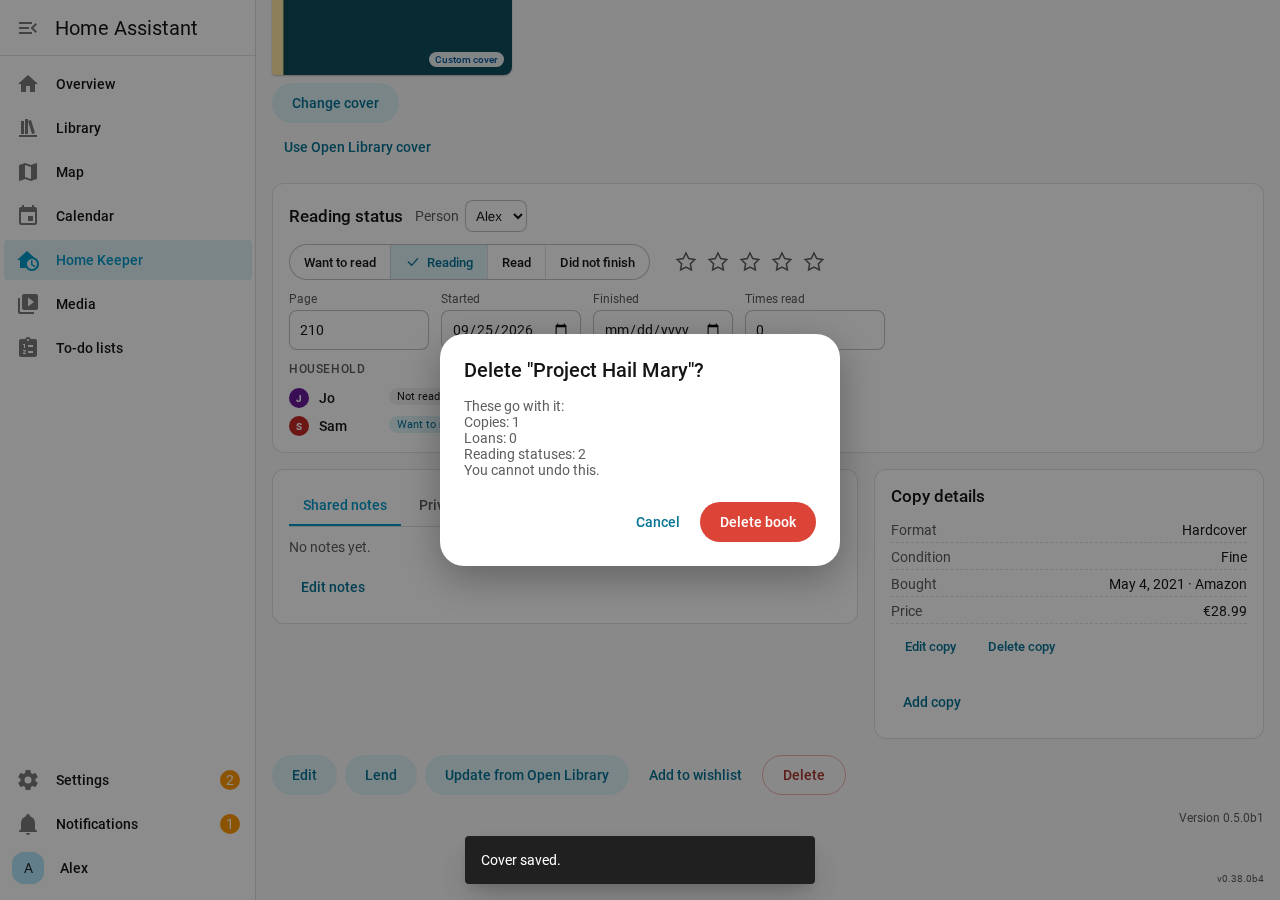 Home Assistant
Overview
Library
Map
Calendar
Home Keeper
Media
To-do lists
Settings
2
Notifications
1
A
Alex
Custom cover
Change cover
Use Open Library cover
Reading status
Person
Alex
Want to read
Reading
Read
Did not finish
Page
Started
Finished
Times read
210
09/25/2026
mm/dd/yyyy
0
HOUSEHOLD
J
Jo
Not read
S
Sam
Want to
Delete "Project Hail Mary"?
These go with it:
Copies: 1
Loans: 0
Reading statuses: 2
You cannot undo this.
Cancel
Delete book
Shared notes
No notes yet.
Edit notes
Copy details
Format
Hardcover
Condition
Fine
Bought
May 4, 2021 · Amazon
Price
€28.99
Edit copy
Delete copy
Add copy
Edit
Lend
Update from Open Library
Add to wishlist
Delete
Version 0.5.0b1
Cover saved.
v0.38.0b4